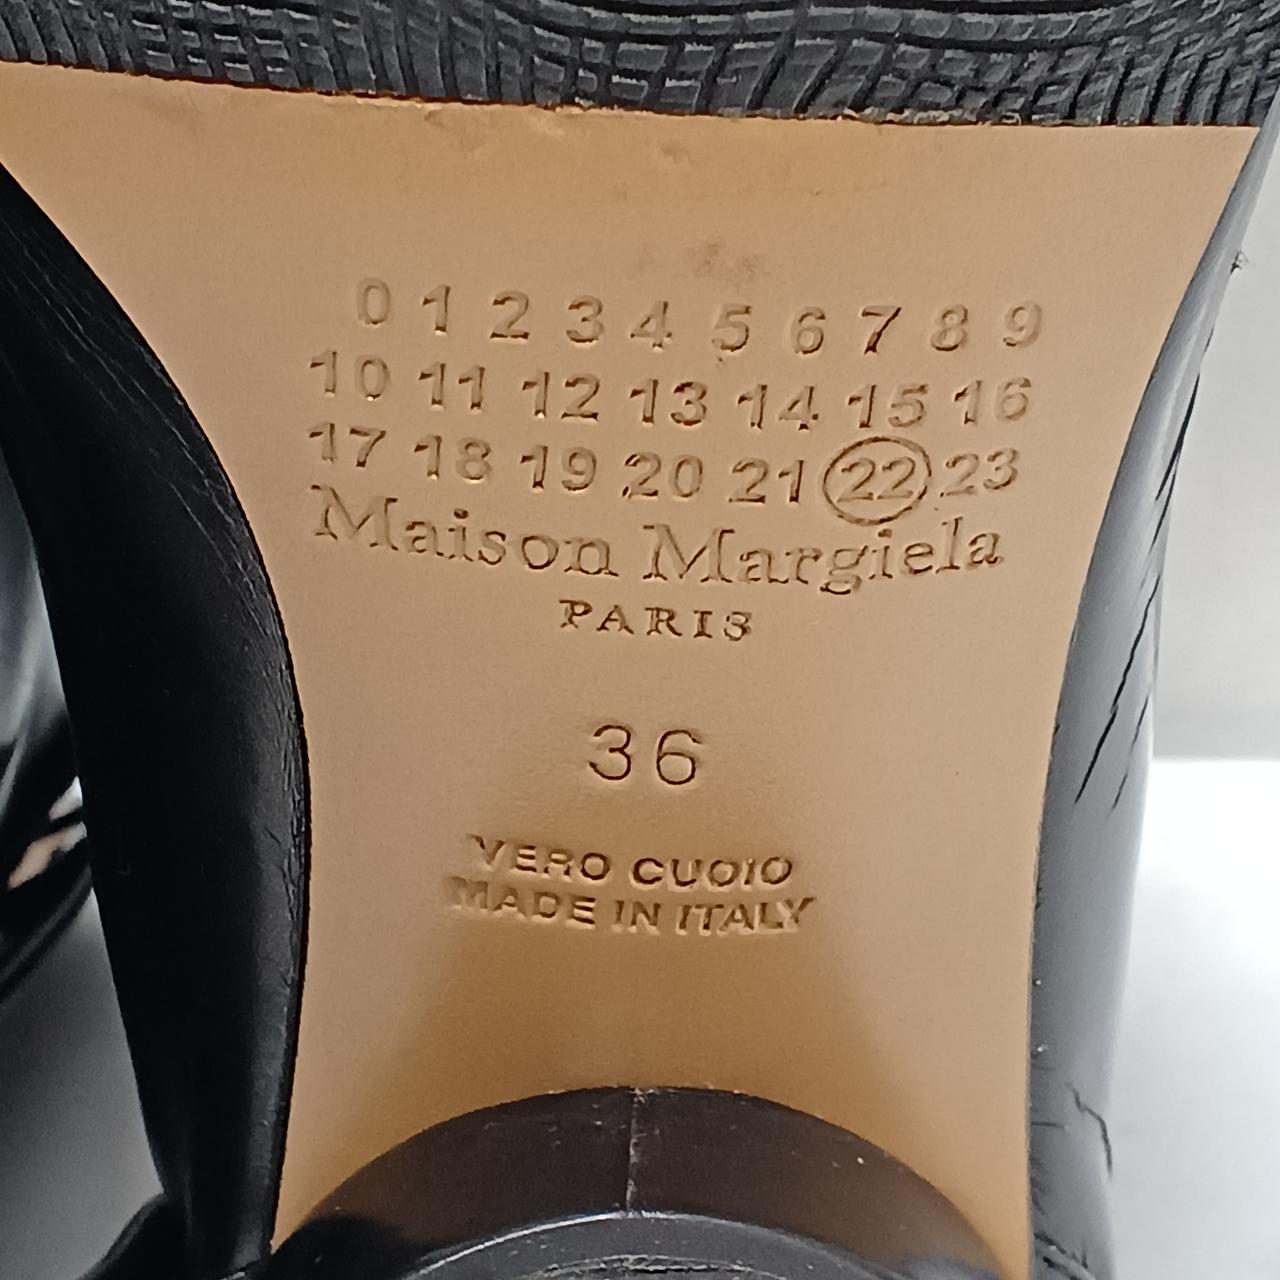 0 1 2 3 4 5 6 7 8 9
10 11 12 13 14 15 16
17 18 19 20 21 22 23
Maison Margiela
PARIS
36
VERO CUOIO
MADE IN ITALY